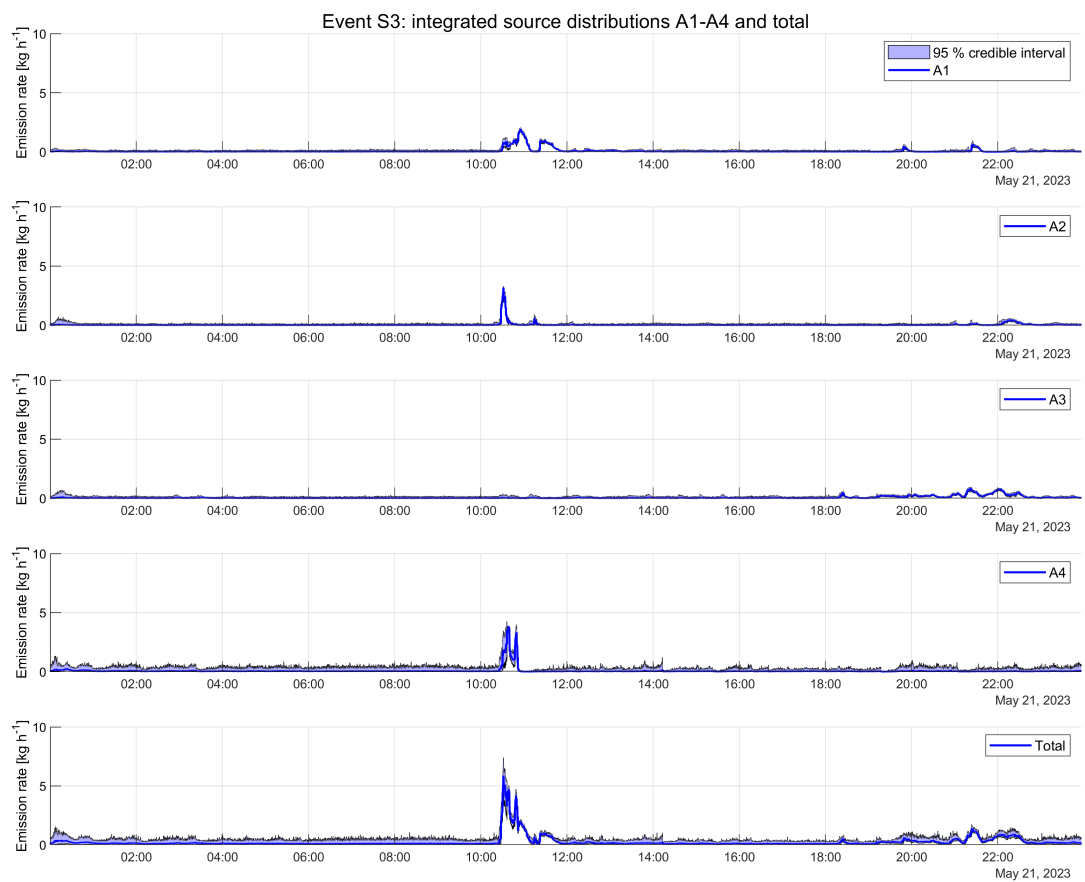 Event S3: integrated source distributions A1-A4 and total
Emission rate [kg h⁻¹]
10
5
0
95 % credible interval
A1
02:00 04:00 06:00 08:00 10:00 12:00 14:00 16:00 18:00 20:00 22:00
May 21, 2023
Emission rate [kg h⁻¹]
10
5
0
A2
02:00 04:00 06:00 08:00 10:00 12:00 14:00 16:00 18:00 20:00 22:00
May 21, 2023
Emission rate [kg h⁻¹]
10
5
0
A3
02:00 04:00 06:00 08:00 10:00 12:00 14:00 16:00 18:00 20:00 22:00
May 21, 2023
Emission rate [kg h⁻¹]
10
5
0
A4
02:00 04:00 06:00 08:00 10:00 12:00 14:00 16:00 18:00 20:00 22:00
May 21, 2023
Emission rate [kg h⁻¹]
10
5
0
Total
02:00 04:00 06:00 08:00 10:00 12:00 14:00 16:00 18:00 20:00 22:00
May 21, 2023